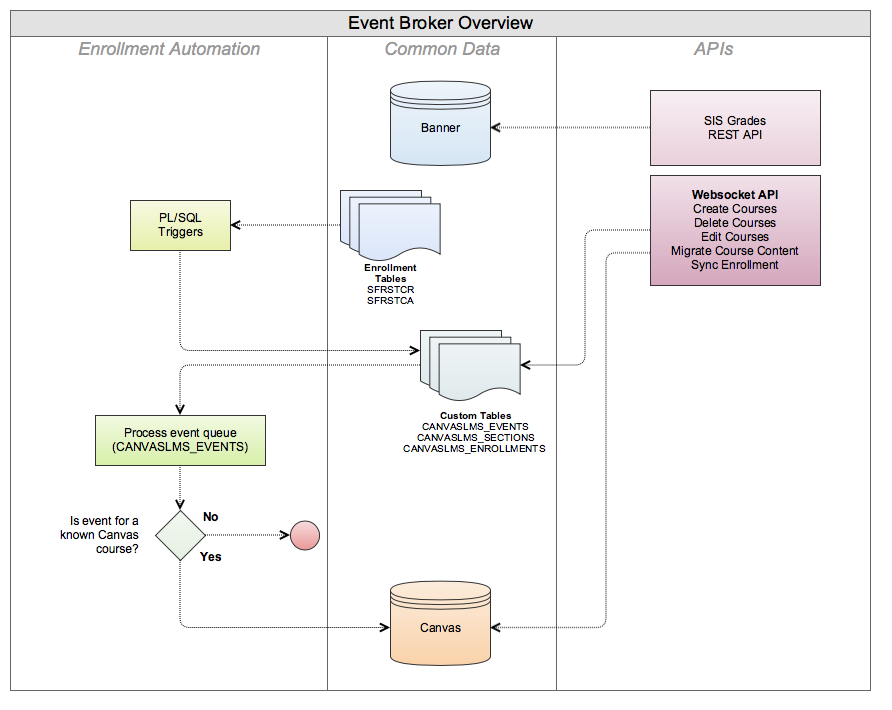 Event Broker Overview
Enrollment Automation
Common Data
APIs
Banner
SIS Grades
REST API
Websocket API
Create Courses
Delete Courses
Edit Courses
Migrate Course Content
Sync Enrollment
PL/SQL
Triggers
Enrollment
Tables
SFRSTCR
SFRSTCA
Custom Tables
CANVASLMS_EVENTS
CANVASLMS_SECTIONS
CANVASLMS_ENROLLMENTS
Process event queue
(CANVASLMS_EVENTS)
Is event for a
known Canvas
course?
No
Yes
Canvas